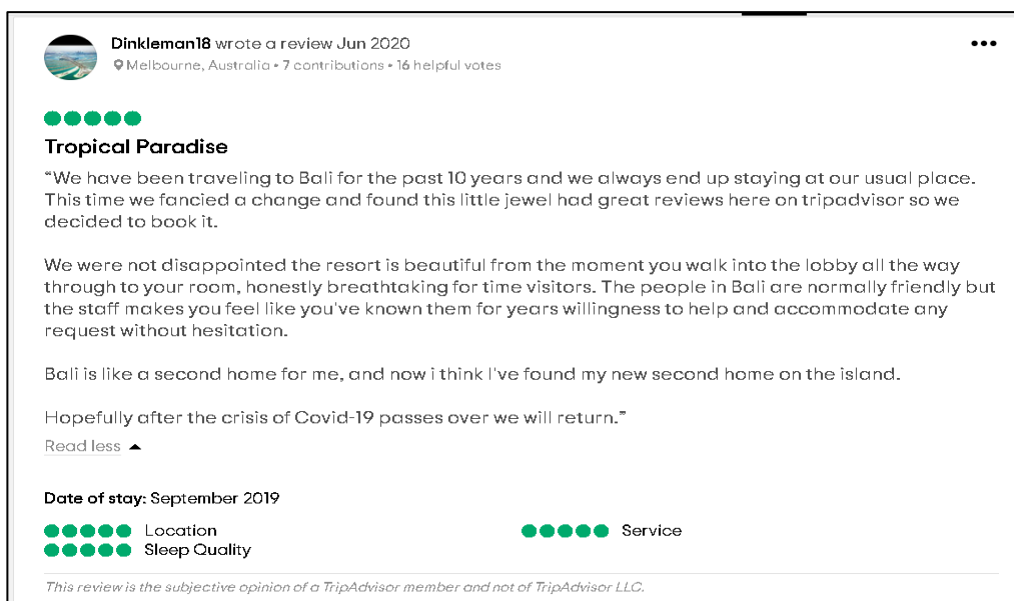 Dinkleman18 wrote a review Jun 2020
Melbourne, Australia • 7 contributions • 16 helpful votes
Tropical Paradise
“We have been traveling to Bali for the past 10 years and we always end up staying at our usual place.
This time we fancied a change and found this little jewel had great reviews here on tripadvisor so we
decided to book it.
We were not disappointed the resort is beautiful from the moment you walk into the lobby all the way
through to your room, honestly breathtaking for time visitors. The people in Bali are normally friendly but
the staff makes you feel like you've known them for years willingness to help and accommodate any
request without hesitation.
Bali is like a second home for me, and now i think I've found my new second home on the island.
Hopefully after the crisis of Covid-19 passes over we will return.”
Read less
Date of stay: September 2019
Location
Service
Sleep Quality
This review is the subjective opinion of a TripAdvisor member and not of TripAdvisor LLC.